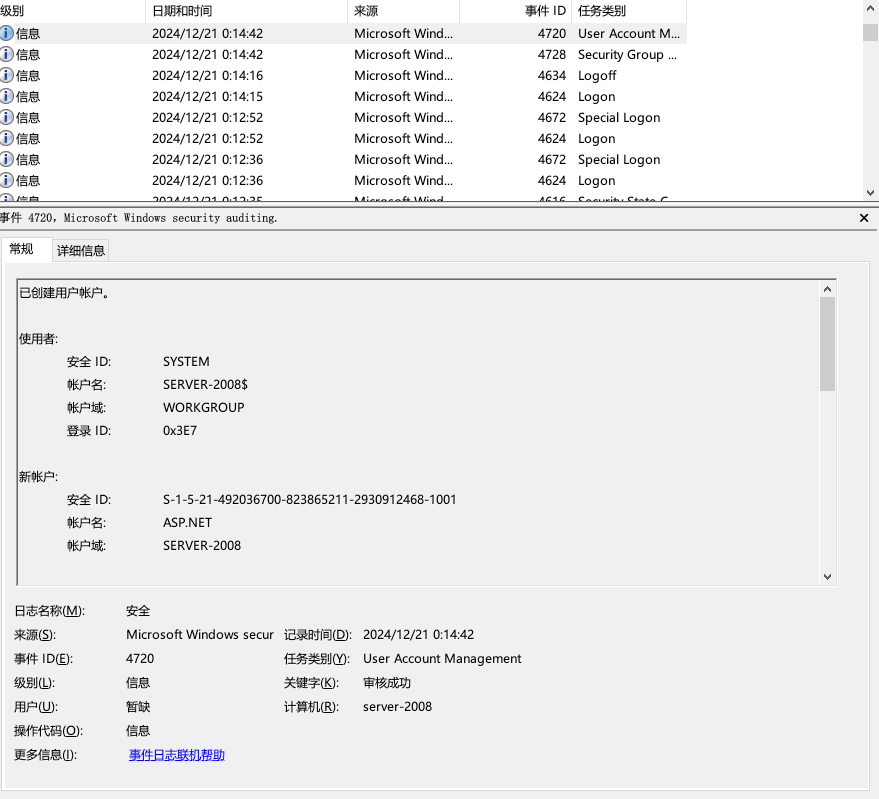 级别 日期和时间 来源 事件 ID 任务类别
信息 2024/12/21 0:14:42 Microsoft Wind... 4720 User Account M...
信息 2024/12/21 0:14:42 Microsoft Wind... 4728 Security Group ...
信息 2024/12/21 0:14:16 Microsoft Wind... 4634 Logoff
信息 2024/12/21 0:14:15 Microsoft Wind... 4624 Logon
信息 2024/12/21 0:12:52 Microsoft Wind... 4672 Special Logon
信息 2024/12/21 0:12:52 Microsoft Wind... 4624 Logon
信息 2024/12/21 0:12:36 Microsoft Wind... 4672 Special Logon
信息 2024/12/21 0:12:36 Microsoft Wind... 4624 Logon
信息 2024/12/21 0:12:35 Microsoft Wind... 4616 Security State C
事件 4720, Microsoft Windows security auditing.
常规 详细信息
已创建用户帐户。
使用者:
安全 ID: SYSTEM
帐户名: SERVER-2008$
帐户域: WORKGROUP
登录 ID: 0x3E7
新帐户:
安全 ID: S-1-5-21-492036700-823865211-2930912468-1001
帐户名: ASP.NET
帐户域: SERVER-2008
日志名称(M): 安全
来源(S): Microsoft Windows secur 记录时间(D): 2024/12/21 0:14:42
事件 ID(E): 4720 任务类别(Y): User Account Management
级别(L): 信息 关键字(K): 审核成功
用户(U): 暂缺 计算机(R): server-2008
操作代码(O): 信息
更多信息(I): 事件日志联机帮助